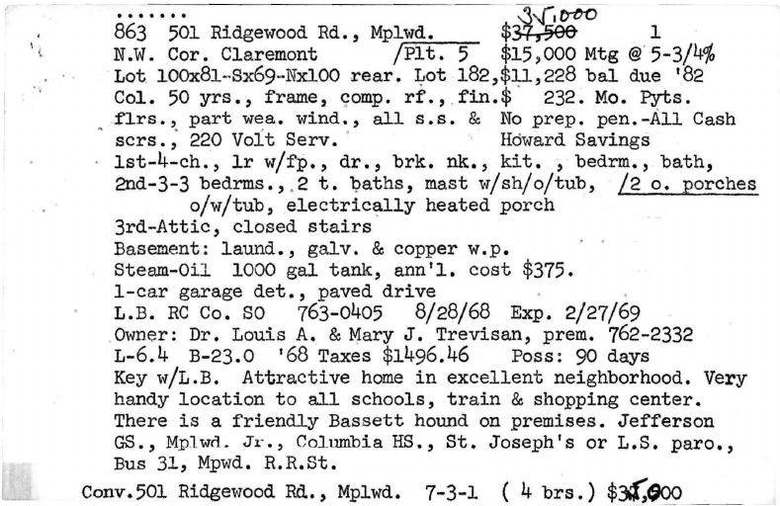 35,000
863 501 Ridgewood Rd., Mplwd. $37,500 1
N.W. Cor. Claremont /Plt. 5 $15,000 Mtg @ 5-3/4%
Lot 100x81-Sx69-Nx100 rear. Lot 182,$11,228 bal due '82
Col. 50 yrs., frame, comp. rf., fin.$ 232. Mo. Pyts.
flrs., part wea. wind., all s.s. & No prep. pen.-All Cash
scrs., 220 Volt Serv. Howard Savings
1st-4-ch., lr w/fp., dr., brk. nk., kit. , bedrm., bath,
2nd-3-3 bedrms., 2 t. baths, mast w/sh/o/tub, /2 o. porches
o/w/tub, electrically heated porch
3rd-Attic, closed stairs
Basement: laund., galv. & copper w.p.
Steam-Oil 1000 gal tank, ann'l. cost $375.
1-car garage det., paved drive
L.B. RC Co. SO 763-0405 8/28/68 Exp. 2/27/69
Owner: Dr. Louis A. & Mary J. Trevisan, prem. 762-2332
L-6.4 B-23.0 '68 Taxes $1496.46 Poss: 90 days
Key w/L.B. Attractive home in excellent neighborhood. Very
handy location to all schools, train & shopping center.
There is a friendly Bassett hound on premises. Jefferson
GS., Mplwd. Jr., Columbia HS., St. Joseph's or L.S. paro.,
Bus 31, Mpwd. R.R.St.
Conv.501 Ridgewood Rd., Mplwd. 7-3-1 ( 4 brs.) $35,000